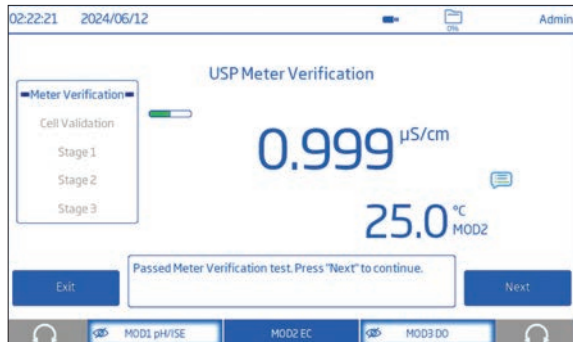 02:22:21 2024/06/12 0% Admin
USP Meter Verification
Meter Verification
Cell Validation
Stage 1
Stage 2
Stage 3
0.999 µS/cm
25.0 °C
MOD2
Passed Meter Verification test. Press "Next" to continue.
Exit
Next
MOD1 pH/ISE MOD2 EC MOD3 DO